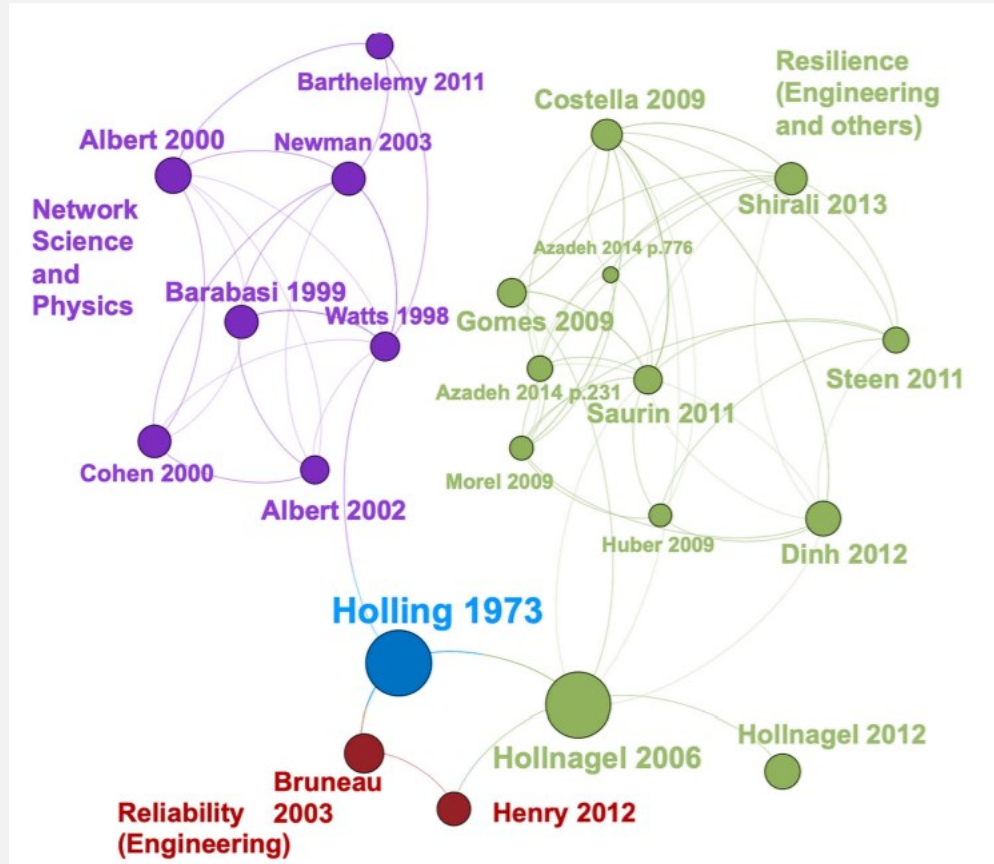 Barthelemy 2011
Albert 2000
Newman 2003
Network
Science
and
Physics
Barabasi 1999
Watts 1998
Cohen 2000
Albert 2002
Resilience
(Engineering
and others)
Costella 2009
Shirali 2013
Azadeh 2014 p.776
Gomes 2009
Azadeh 2014 p.231
Saurin 2011
Steen 2011
Morel 2009
Huber 2009
Dinh 2012
Holling 1973
Hollnagel 2006
Hollnagel 2012
Bruneau
2003
Henry 2012
Reliability
(Engineering)